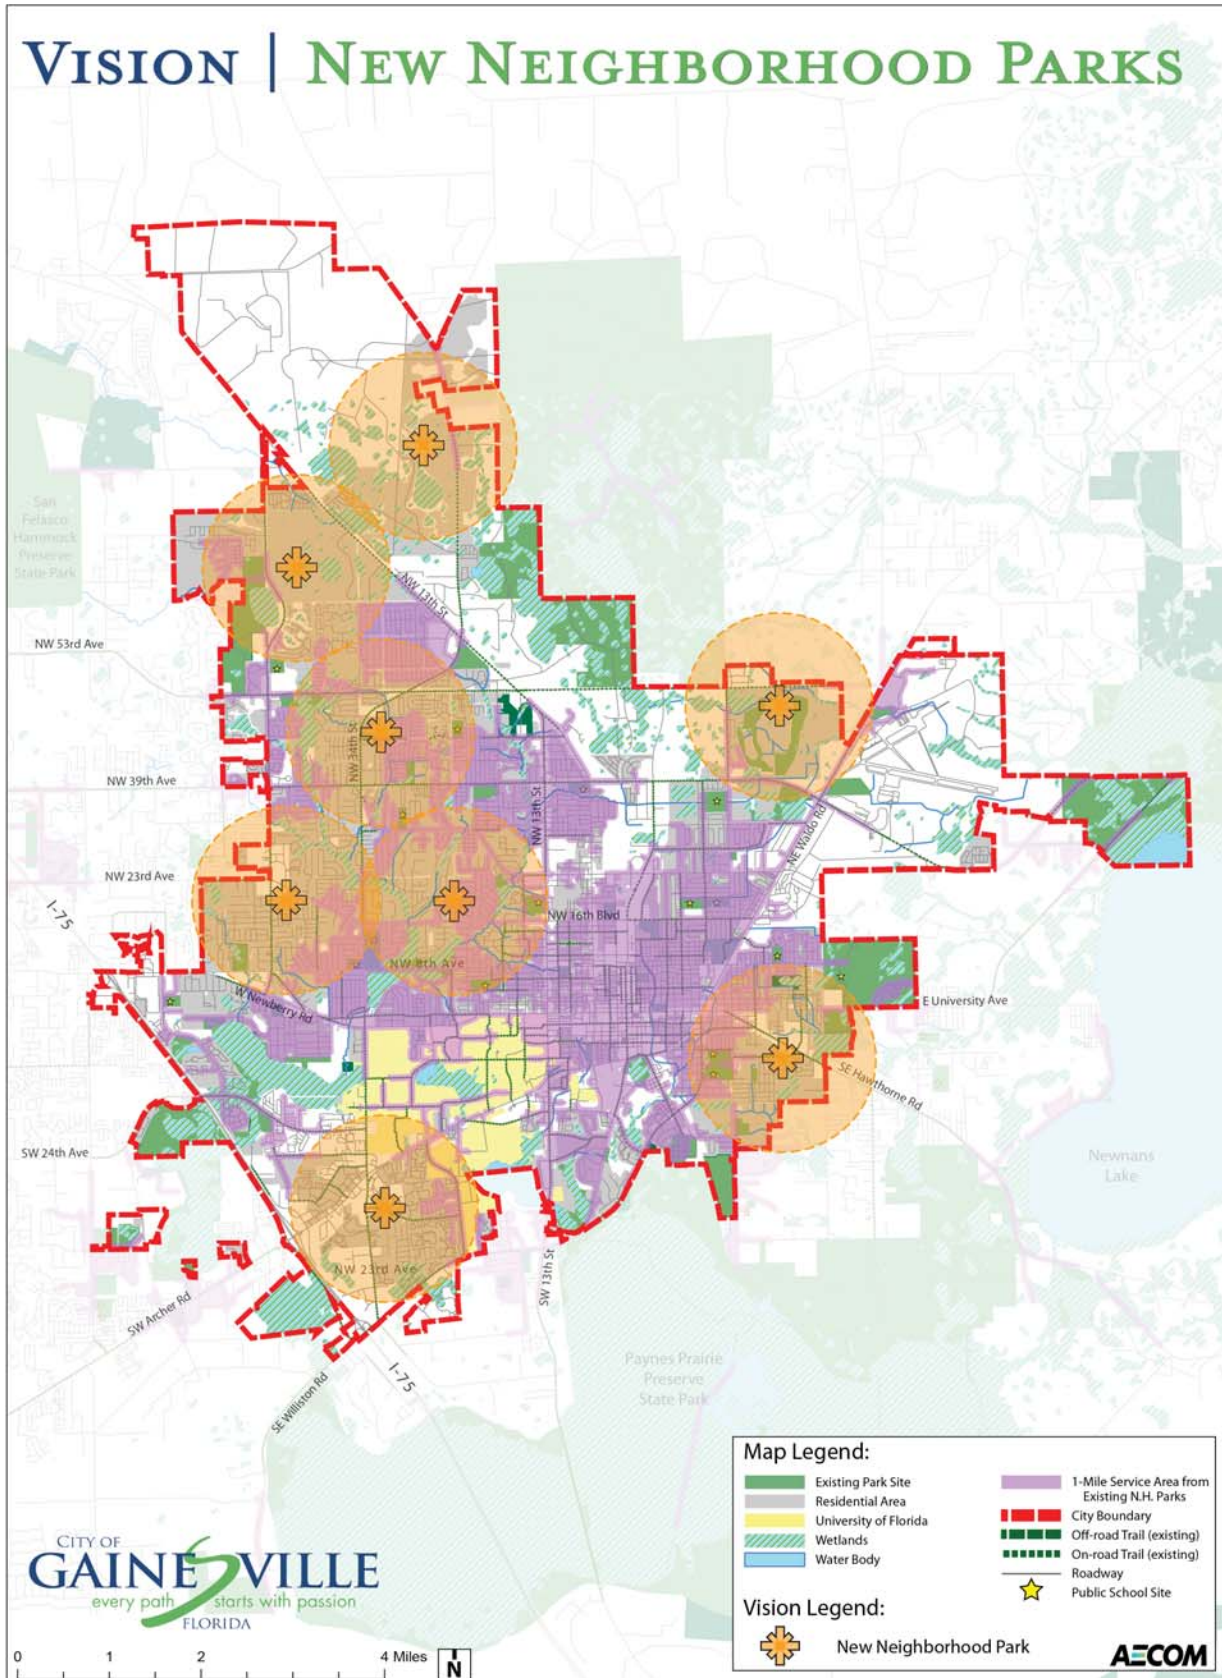 VISION | NEW NEIGHBORHOOD PARKS
San
Felasco
Hammock
Preserve
State Park
NW 13th St
NW 53rd Ave
NW 34th St
NW 39th Ave
NW 13th St
NE Waldo Rd
NW 23rd Ave
I-75
NW 16th Blvd
NW 8th Ave
W Newberry Rd
E University Ave
SE Hawthorne Rd
SW 24th Ave
Newnans
Lake
NW 23rd Ave
SW 13th St
SW Archer Rd
I-75
SE Williston Rd
Paynes Prairie
Preserve
State Park
Map Legend:
Existing Park Site
Residential Area
University of Florida
Wetlands
Water Body
1-Mile Service Area from
Existing N.H. Parks
City Boundary
Off-road Trail (existing)
On-road Trail (existing)
Roadway
Public School Site
Vision Legend:
New Neighborhood Park
AECOM
CITY OF
GAINESVILLE
every path starts with passion
FLORIDA
0 1 2 4 Miles
N